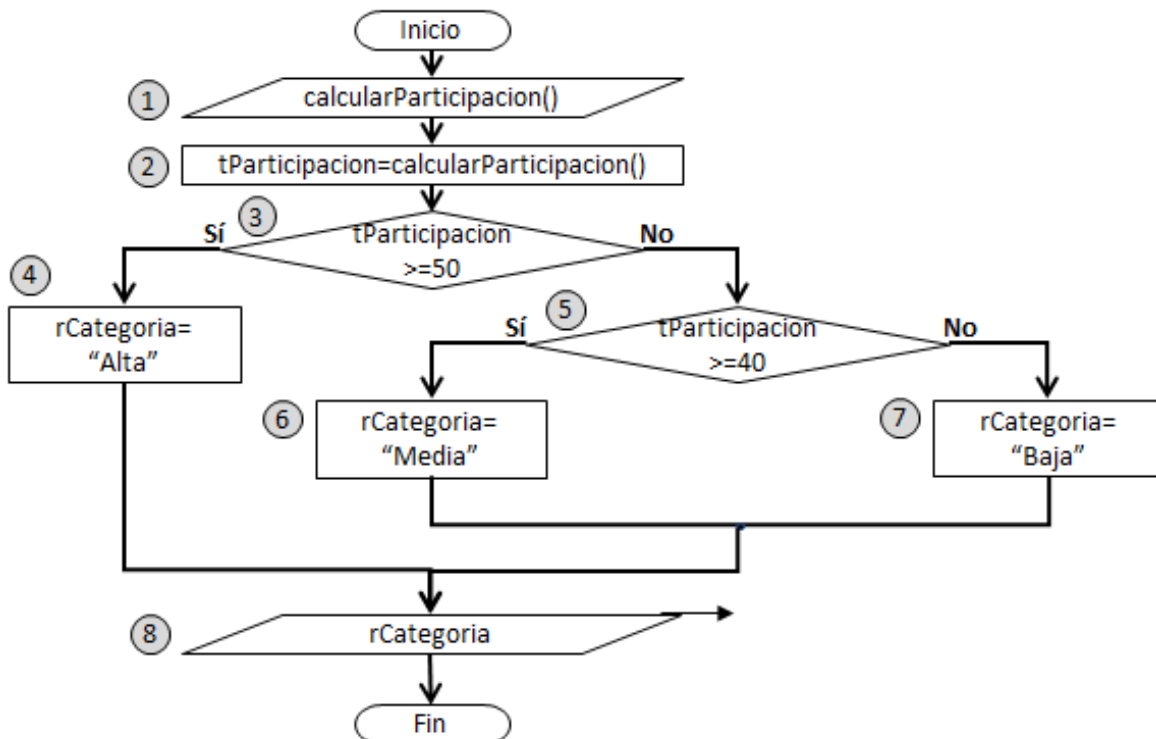 Inicio
1
calcularParticipacion()
2
tParticipacion=calcularParticipacion()
3
Sí
tParticipacion
>=50
No
4
rCategoria=
“Alta”
5
Sí
tParticipacion
>=40
No
6
rCategoria=
“Media”
7
rCategoria=
“Baja”
8
rCategoria
Fin